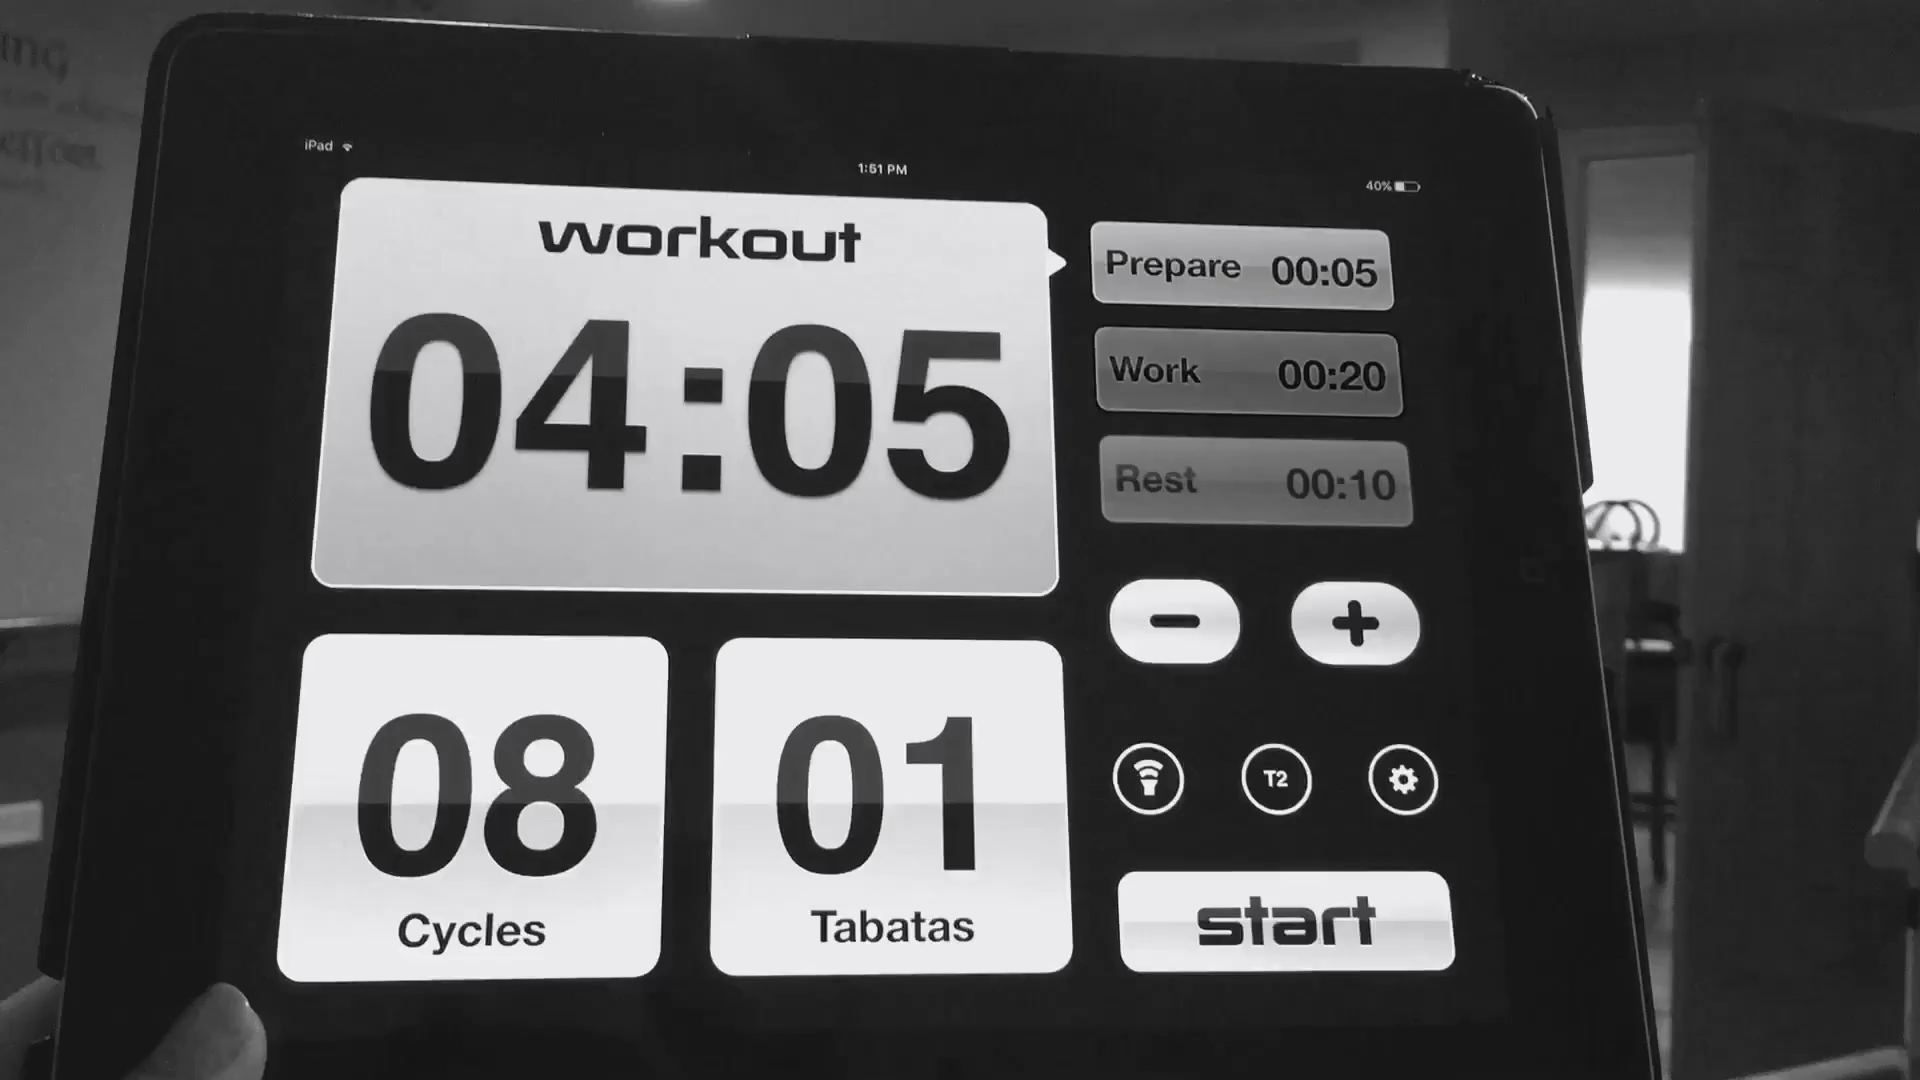 iPad
1:51 PM
40%
workout
04:05
Prepare 00:05
Work 00:20
Rest 00:10
08
Cycles
01
Tabatas
T2
start